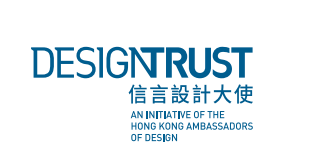 DESIGNTRUST
信言設計大使
AN INITIATIVE OF THE
HONG KONG AMBASSADORS
OF DESIGN